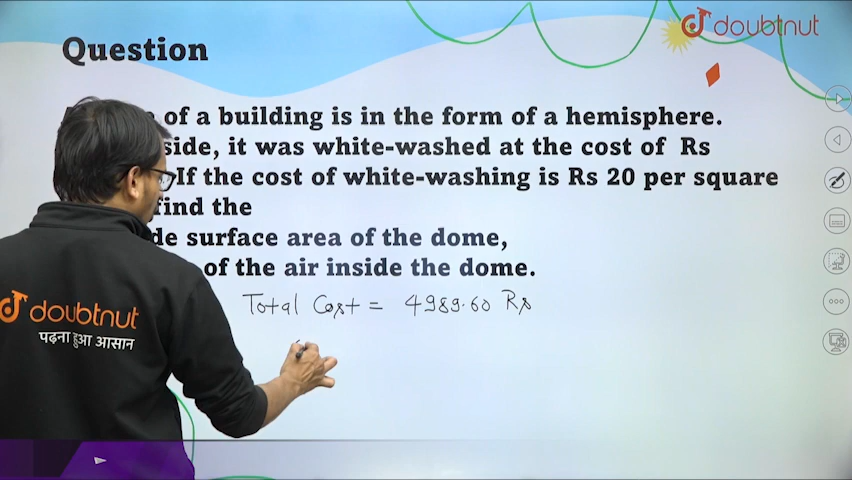 doubtnut
Question
of a building is in the form of a hemisphere.
side, it was white-washed at the cost of Rs
If the cost of white-washing is Rs 20 per square
find the
de surface area of the dome,
of the air inside the dome.
Total Cost = 4989.60 Rs
doubtnut
पढ़ना हुआ आसान